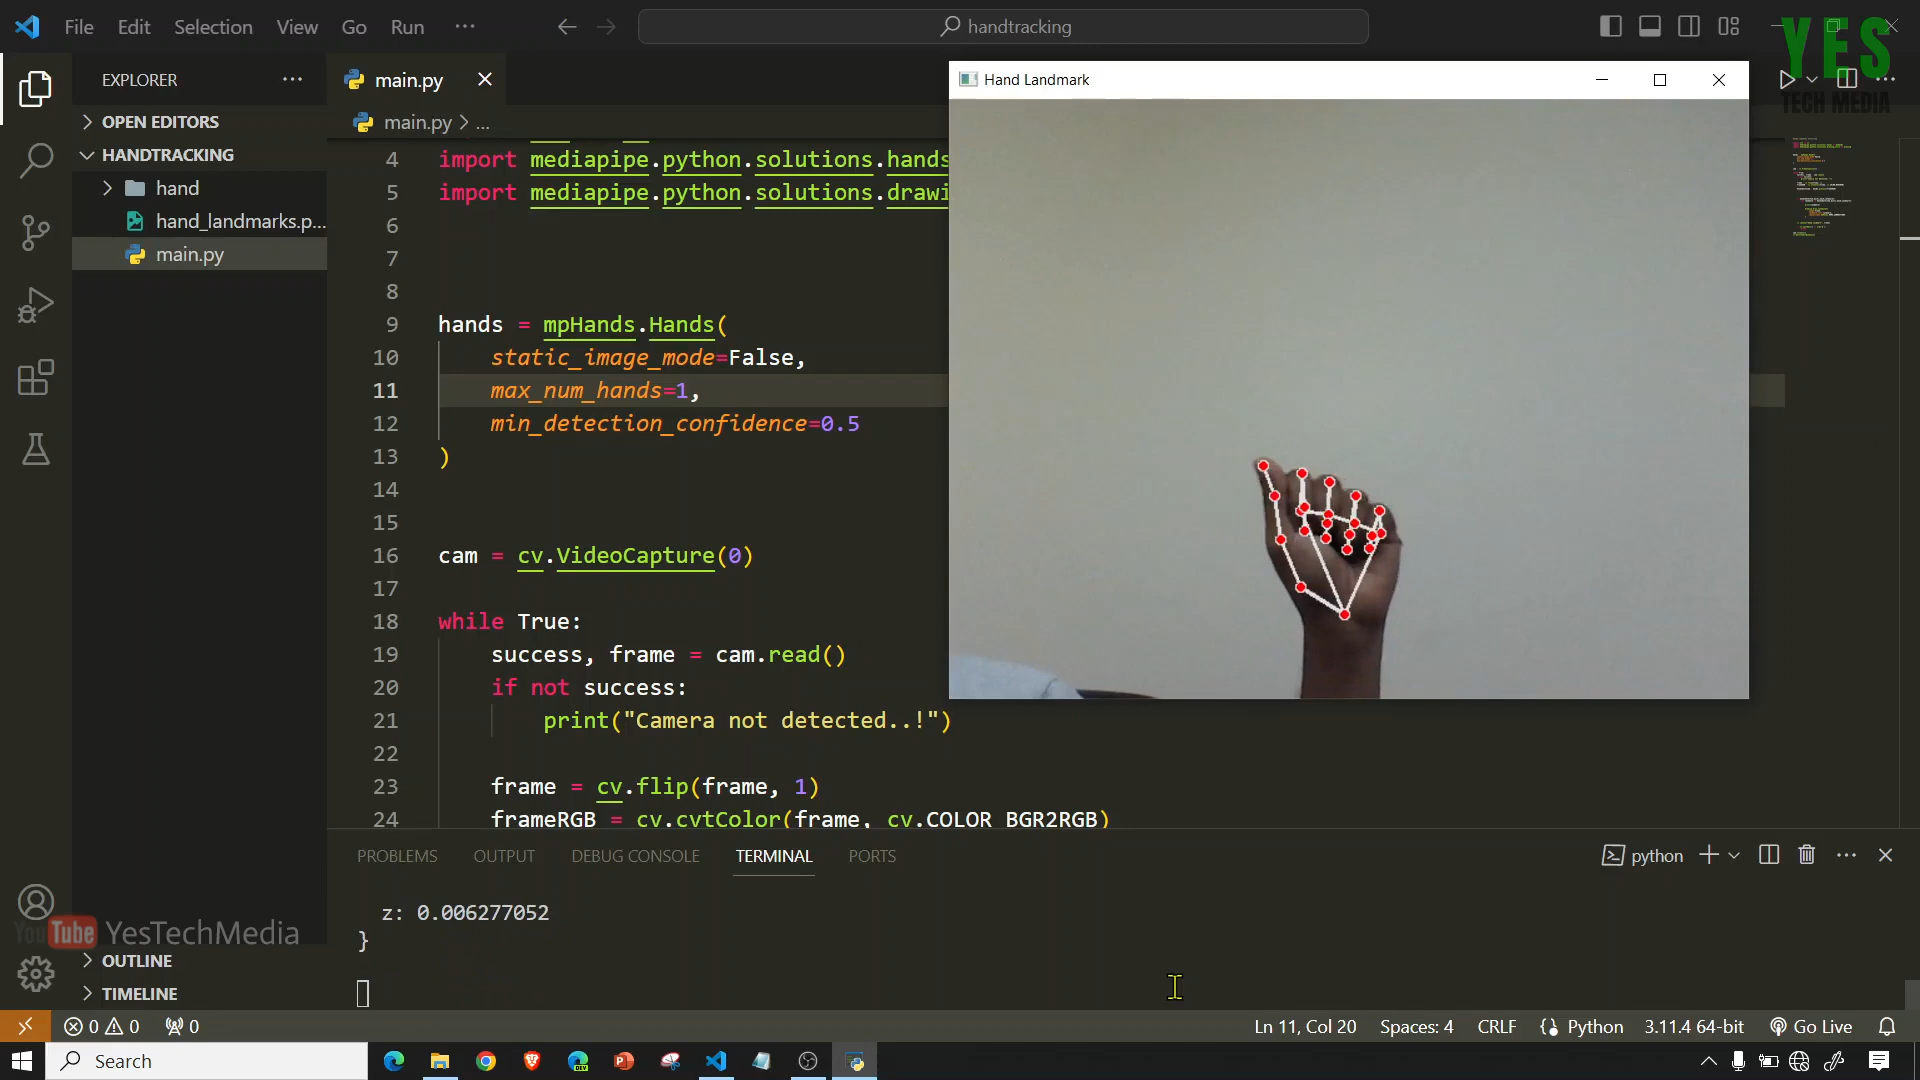 File Edit Selection View Go Run ...
handtracking
YES
TECH MEDIA
EXPLORER
main.py
Hand Landmark
OPEN EDITORS
main.py > ...
HANDTRACKING
hand
hand_landmarks.p...
main.py
4 import mediapipe.python.solutions.hands
5 import mediapipe.python.solutions.drawi
6
7
8
9 hands = mpHands.Hands(
10 static_image_mode=False,
11 max_num_hands=1,
12 min_detection_confidence=0.5
13 )
14
15
16 cam = cv.VideoCapture(0)
17
18 while True:
19 success, frame = cam.read()
20 if not success:
21 print("Camera not detected..!")
22
23 frame = cv.flip(frame, 1)
24 frameRGB = cv.cvtColor(frame, cv.COLOR_BGR2RGB)
PROBLEMS OUTPUT DEBUG CONSOLE TERMINAL PORTS
python
z: 0.006277052
}
YouTube YesTechMedia
OUTLINE
TIMELINE
0 0 0
Ln 11, Col 20 Spaces: 4 CRLF Python 3.11.4 64-bit Go Live
Search